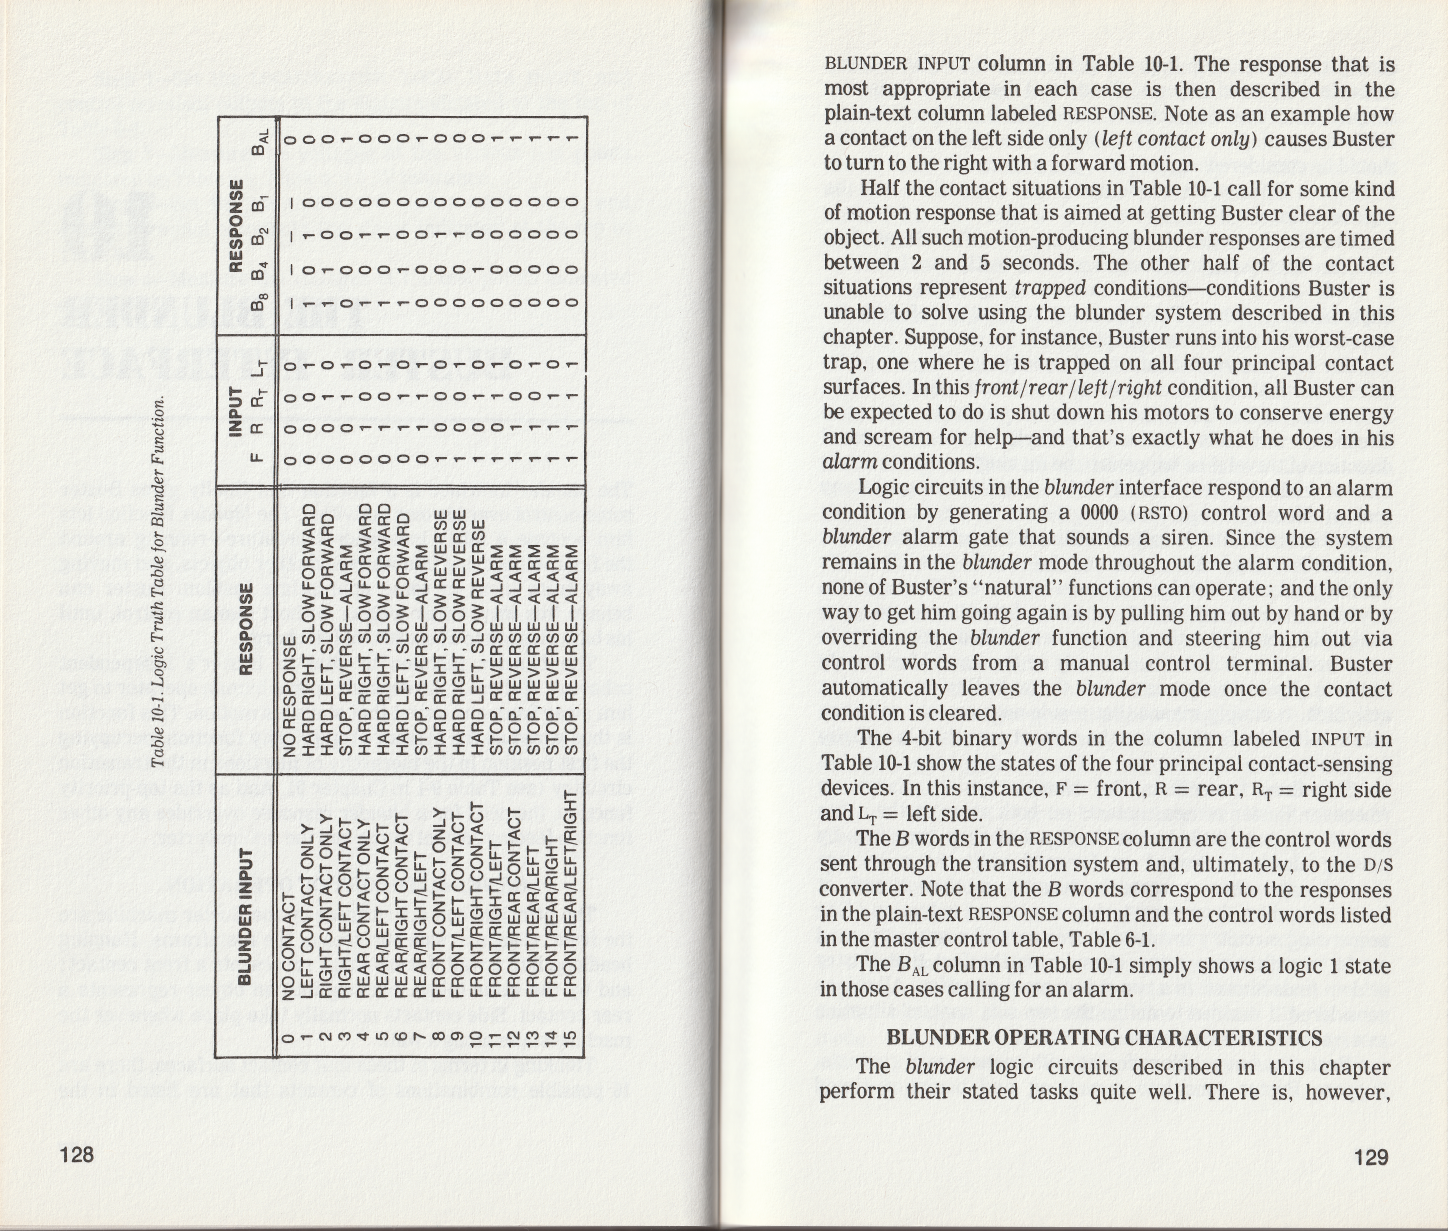 Table 10-1. Logic Truth Table for Blunder Function.
BLUNDER INPUT RESPONSE INPUT RESPONSE
F R RT LT B8 B4 B2 B1 BAL
0 NO CONTACT NO RESPONSE 0 0 0 0 — — — — 0
1 LEFT CONTACT ONLY HARD RIGHT, SLOW FORWARD 0 0 0 1 1 0 1 0 0
2 RIGHT CONTACT ONLY HARD LEFT, SLOW FORWARD 0 0 1 0 1 1 0 0 0
3 RIGHT/LEFT CONTACT STOP, REVERSE—ALARM 0 0 1 1 0 0 0 0 1
4 REAR CONTACT ONLY HARD RIGHT, SLOW FORWARD 0 1 0 0 1 0 1 0 0
5 REAR/LEFT CONTACT HARD RIGHT, SLOW FORWARD 0 1 0 1 1 0 1 0 0
6 REAR/RIGHT CONTACT HARD LEFT, SLOW FORWARD 0 1 1 0 1 1 0 0 0
7 REAR/RIGHT/LEFT STOP, REVERSE—ALARM 0 1 1 1 0 0 0 0 1
8 FRONT CONTACT ONLY HARD RIGHT, SLOW REVERSE 1 0 0 0 0 0 1 0 0
9 FRONT/LEFT CONTACT HARD RIGHT, SLOW REVERSE 1 0 0 1 0 0 1 0 0
10 FRONT/RIGHT CONTACT HARD LEFT, SLOW REVERSE 1 0 1 0 0 1 0 0 0
11 FRONT/RIGHT/LEFT STOP, REVERSE—ALARM 1 0 1 1 0 0 0 0 1
12 FRONT/REAR CONTACT STOP, REVERSE—ALARM 1 1 0 0 0 0 0 0 1
13 FRONT/REAR/LEFT STOP, REVERSE—ALARM 1 1 0 1 0 0 0 0 1
14 FRONT/REAR/RIGHT STOP, REVERSE—ALARM 1 1 1 0 0 0 0 0 1
15 FRONT/REAR/LEFT/RIGHT STOP, REVERSE—ALARM 1 1 1 1 0 0 0 0 1
128
BLUNDER INPUT column in Table 10-1. The response that is
most appropriate in each case is then described in the
plain-text column labeled RESPONSE. Note as an example how
a contact on the left side only (left contact only) causes Buster
to turn to the right with a forward motion.
Half the contact situations in Table 10-1 call for some kind
of motion response that is aimed at getting Buster clear of the
object. All such motion-producing blunder responses are timed
between 2 and 5 seconds. The other half of the contact
situations represent trapped conditions—conditions Buster is
unable to solve using the blunder system described in this
chapter. Suppose, for instance, Buster runs into his worst-case
trap, one where he is trapped on all four principal contact
surfaces. In this front/rear/left/right condition, all Buster can
be expected to do is shut down his motors to conserve energy
and scream for help—and that's exactly what he does in his
alarm conditions.
Logic circuits in the blunder interface respond to an alarm
condition by generating a 0000 (RSTO) control word and a
blunder alarm gate that sounds a siren. Since the system
remains in the blunder mode throughout the alarm condition,
none of Buster's "natural" functions can operate; and the only
way to get him going again is by pulling him out by hand or by
overriding the blunder function and steering him out via
control words from a manual control terminal. Buster
automatically leaves the blunder mode once the contact
condition is cleared.
The 4-bit binary words in the column labeled INPUT in
Table 10-1 show the states of the four principal contact-sensing
devices. In this instance, F = front, R = rear, RT = right side
and LT = left side.
The B words in the RESPONSE column are the control words
sent through the transition system and, ultimately, to the D/S
converter. Note that the B words correspond to the responses
in the plain-text RESPONSE column and the control words listed
in the master control table, Table 6-1.
The BAL column in Table 10-1 simply shows a logic 1 state
in those cases calling for an alarm.
BLUNDER OPERATING CHARACTERISTICS
The blunder logic circuits described in this chapter
perform their stated tasks quite well. There is, however,
129